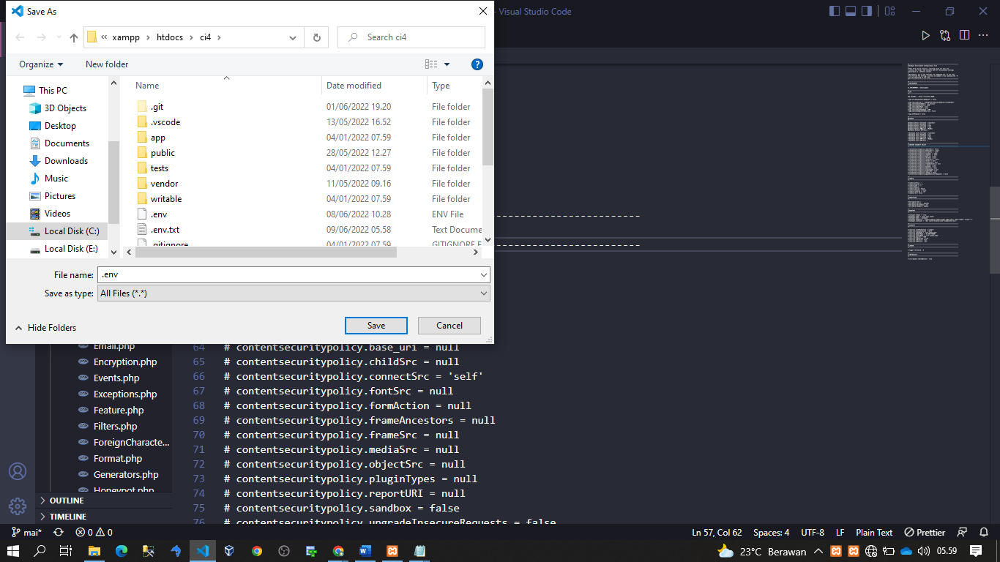 Save As
- Visual Studio Code
« xampp › htdocs › ci4 ›
Search ci4
Organize
New folder
Name
Date modified
Type
This PC
3D Objects
Desktop
Documents
Downloads
Music
Pictures
Videos
Local Disk (C:)
Local Disk (E:)
.git 01/06/2022 19.20 File folder
.vscode 13/05/2022 16.52 File folder
app 04/01/2022 07.59 File folder
public 28/05/2022 12.27 File folder
tests 04/01/2022 07.59 File folder
vendor 11/05/2022 09.16 File folder
writable 04/01/2022 07.59 File folder
.env 08/06/2022 10.28 ENV File
.env.txt 09/06/2022 05.58 Text Docume
.gitignore 04/01/2022 07.59 GITIGNORE F
File name: .env
Save as type: All Files (*.*)
Hide Folders
Save
Cancel
Email.php
Encryption.php
Events.php
Exceptions.php
Feature.php
Filters.php
ForeignCharacte...
Format.php
Generators.php
Honeypot.php
OUTLINE
TIMELINE
64 # contentsecuritypolicy.base_uri = null
65 # contentsecuritypolicy.childSrc = null
66 # contentsecuritypolicy.connectSrc = 'self'
67 # contentsecuritypolicy.fontSrc = null
68 # contentsecuritypolicy.formAction = null
69 # contentsecuritypolicy.frameAncestors = null
70 # contentsecuritypolicy.frameSrc = null
71 # contentsecuritypolicy.mediaSrc = null
72 # contentsecuritypolicy.objectSrc = null
73 # contentsecuritypolicy.pluginTypes = null
74 # contentsecuritypolicy.reportURI = null
75 # contentsecuritypolicy.sandbox = false
76 # contentsecuritypolicy.upgradeInsecureRequests = false
mai* 0 0
Ln 57, Col 62 Spaces: 4 UTF-8 LF Plain Text Prettier
23°C Berawan 05.59